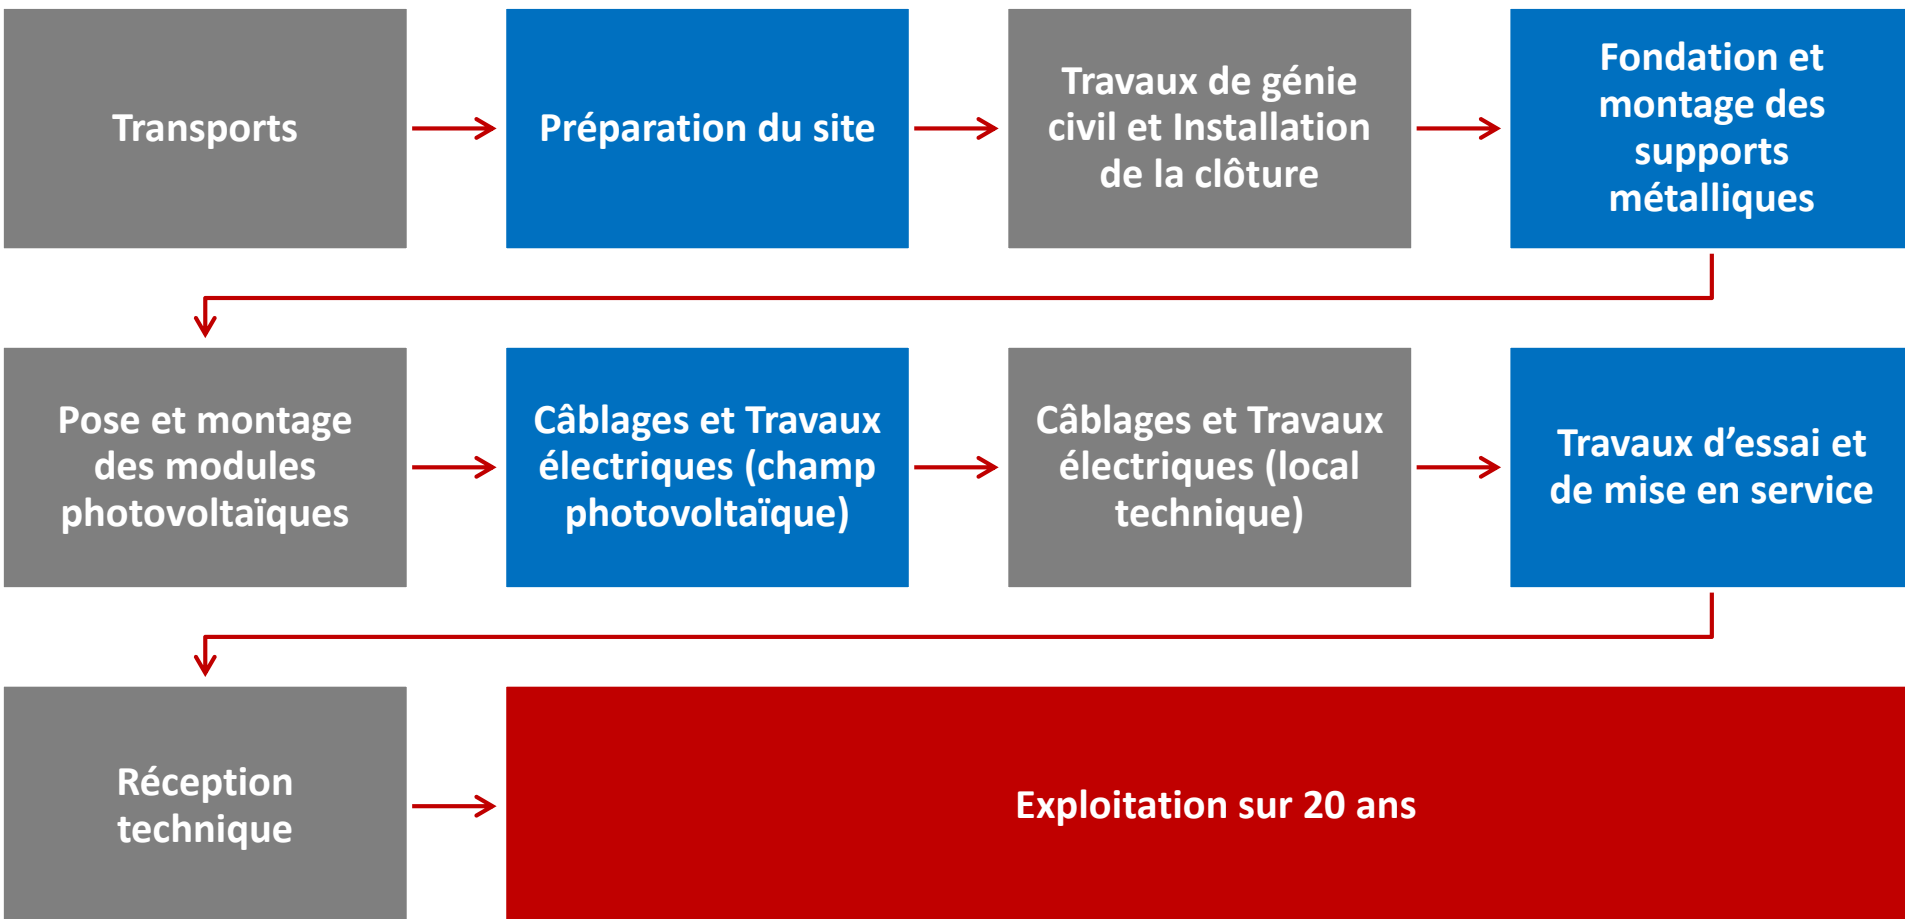 Transports
Préparation du site
Travaux de génie
civil et Installation
de la clôture
Fondation et
montage des
supports
métalliques
Pose et montage
des modules
photovoltaïques
Câblages et Travaux
électriques (champ
photovoltaïque)
Câblages et Travaux
électriques (local
technique)
Travaux d’essai et
de mise en service
Réception
technique
Exploitation sur 20 ans